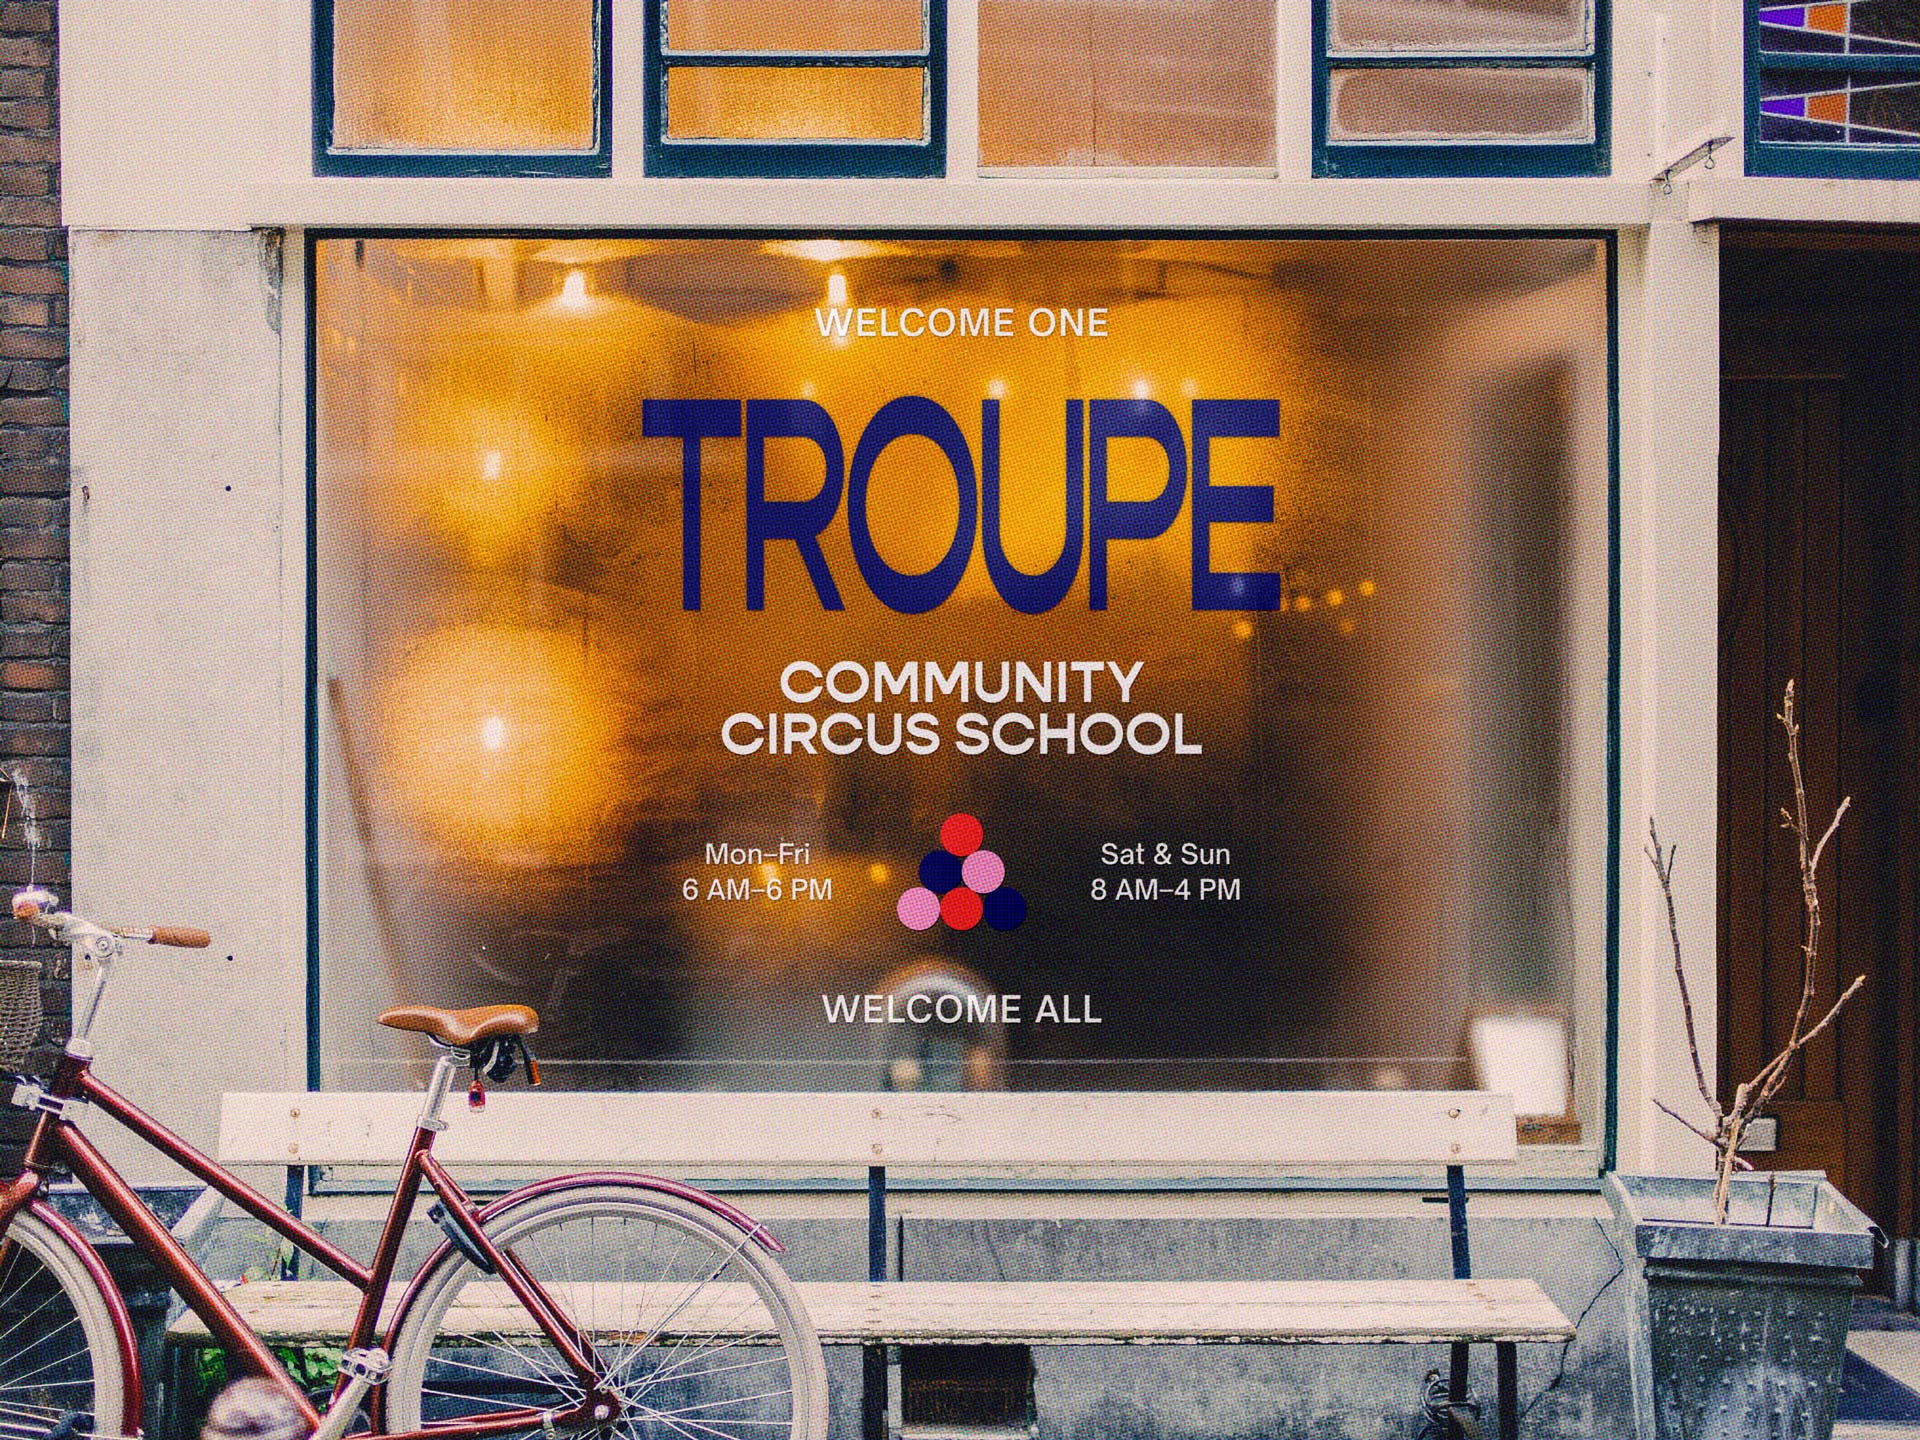 WELCOME ONE
TROUPE
COMMUNITY
CIRCUS SCHOOL
Mon–Fri
6 AM–6 PM
Sat & Sun
8 AM–4 PM
WELCOME ALL